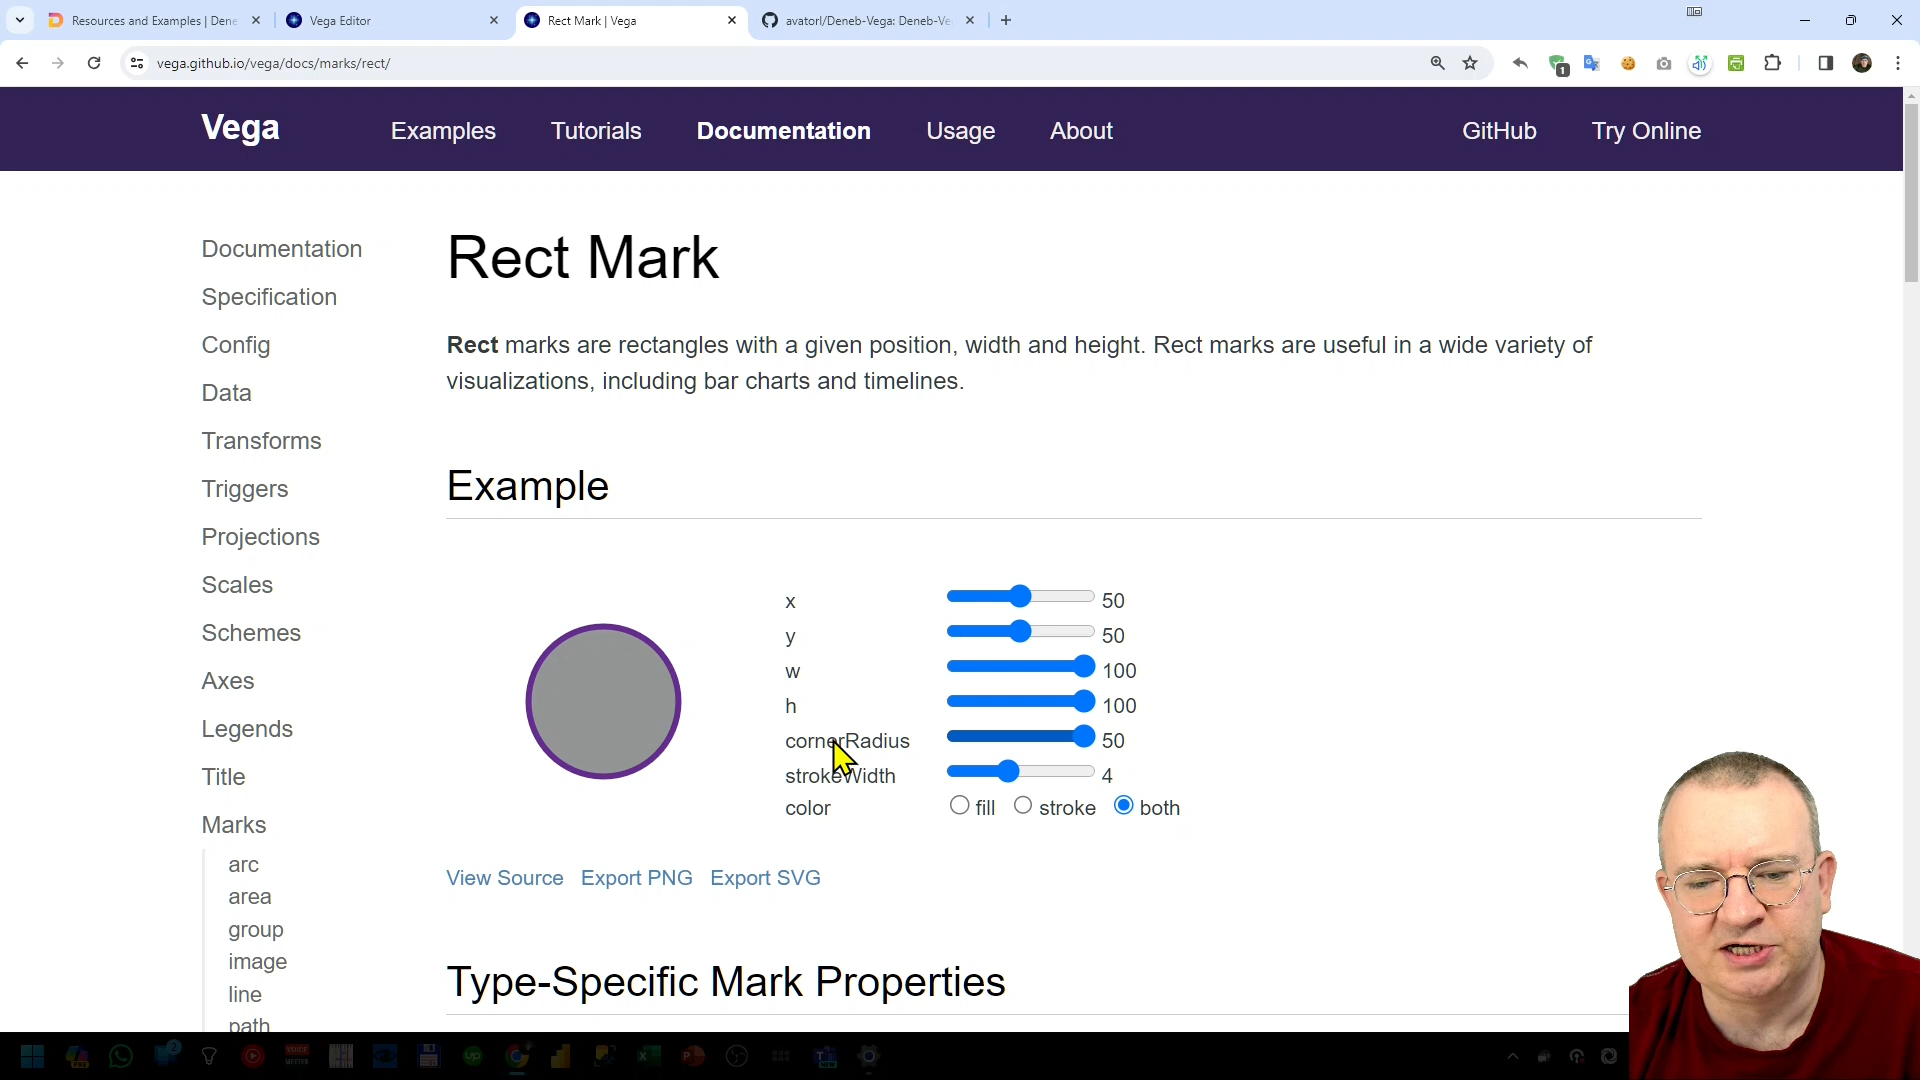 Resources and Examples | Dene
Vega Editor
Rect Mark | Vega
avatorl/Deneb-Vega: Deneb-Ve
vega.github.io/vega/docs/marks/rect/
1
Vega
Examples
Tutorials
Documentation
Usage
About
GitHub
Try Online
Documentation
Specification
Config
Data
Transforms
Triggers
Projections
Scales
Schemes
Axes
Legends
Title
Marks
arc
area
group
image
line
path
Rect Mark
Rect marks are rectangles with a given position, width and height. Rect marks are useful in a wide variety of
visualizations, including bar charts and timelines.
Example
x 50
y 50
w 100
h 100
cornerRadius 50
strokeWidth 4
color fill stroke both
View Source Export PNG Export SVG
Type-Specific Mark Properties
2